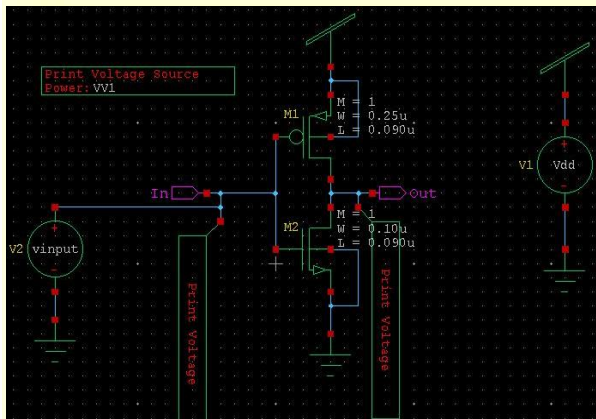 Print Voltage Source
Power: VV1
M1
M = 1
W = 0.25u
L = 0.090u
V1
Vdd
In
Out
M2
M = 1
W = 0.10u
L = 0.090u
V2
vinput
Print Voltage
Print Voltage